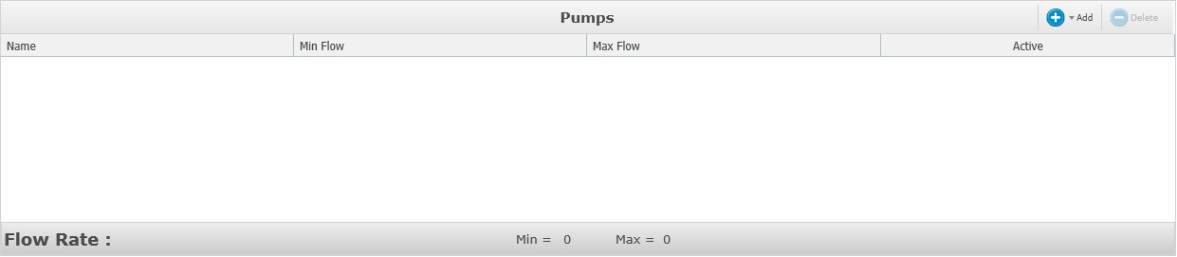 Pumps Add Delete
Name Min Flow Max Flow Active
Flow Rate : Min = 0 Max = 0